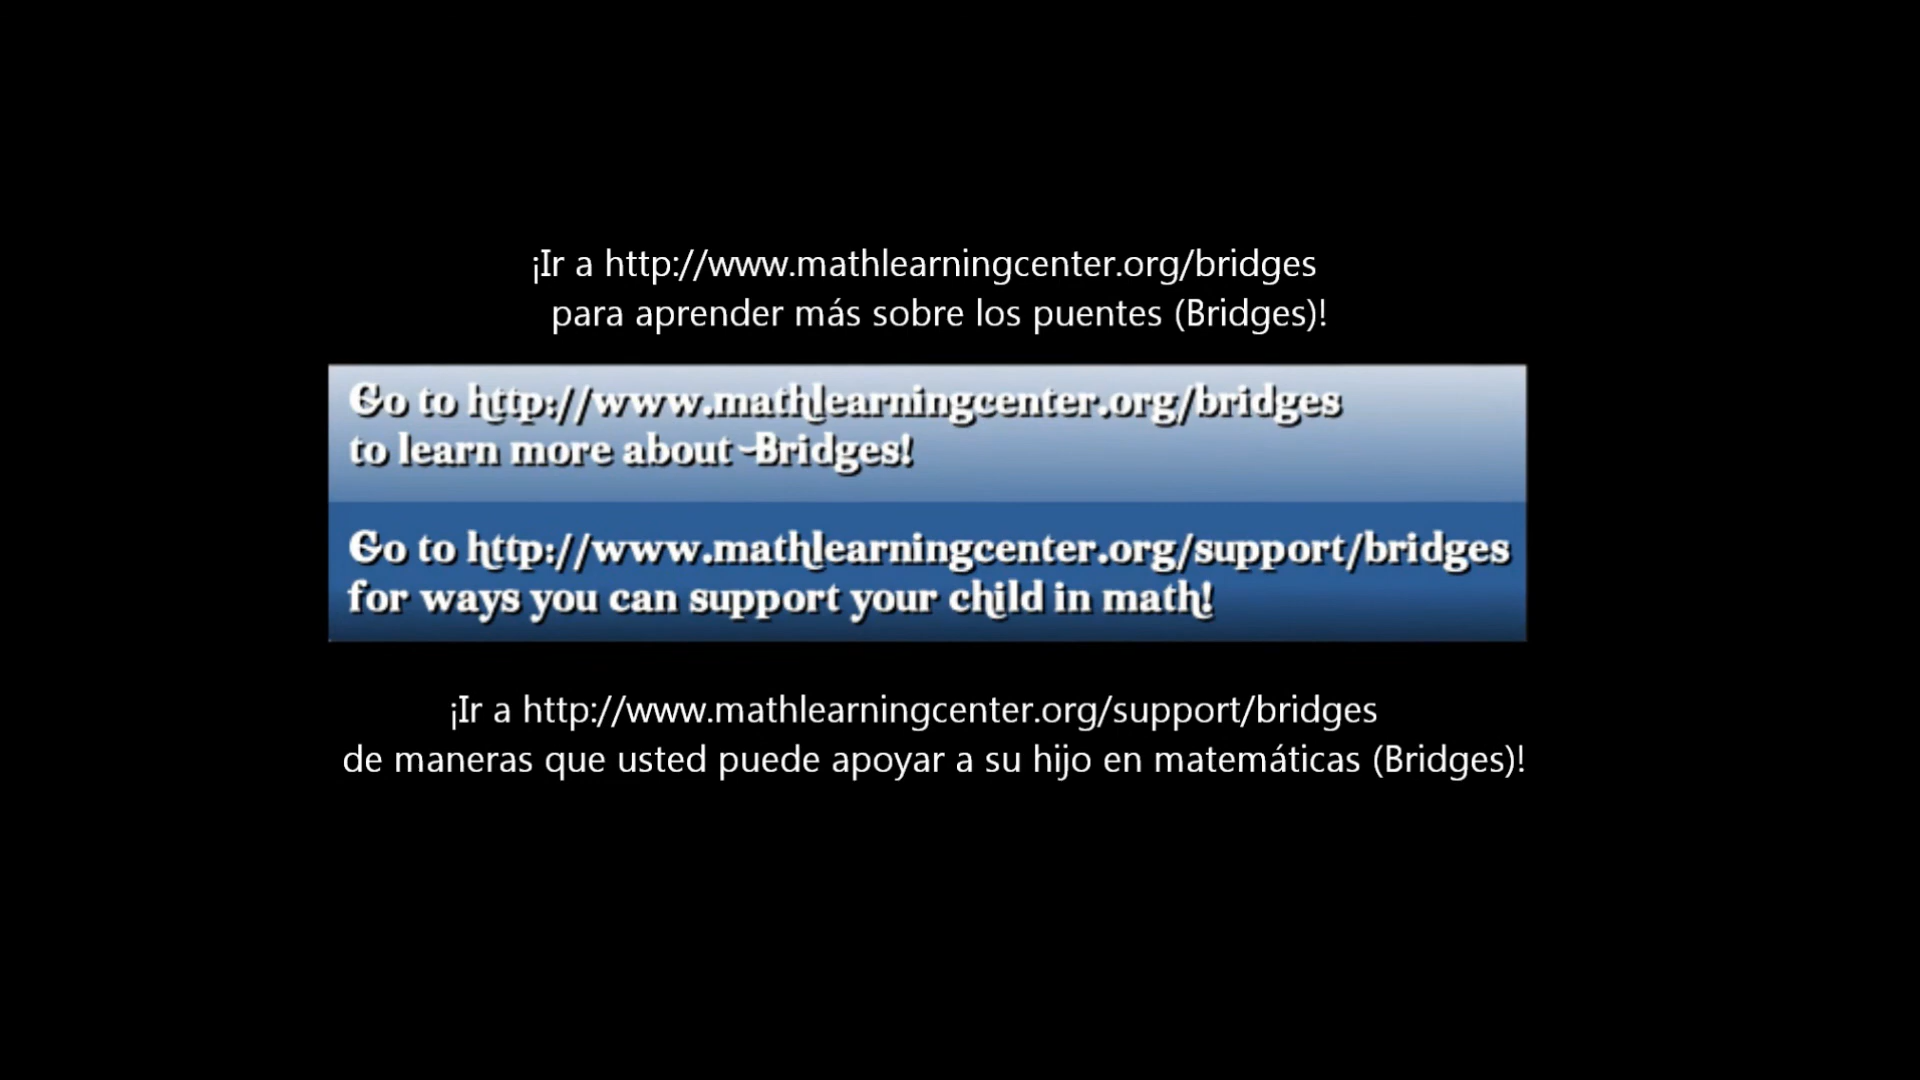 ¡Ir a http://www.mathlearningcenter.org/bridges
para aprender más sobre los puentes (Bridges)!
Go to http://www.mathlearningcenter.org/bridges
to learn more about Bridges!
Go to http://www.mathlearningcenter.org/support/bridges
for ways you can support your child in math!
¡Ir a http://www.mathlearningcenter.org/support/bridges
de maneras que usted puede apoyar a su hijo en matemáticas (Bridges)!